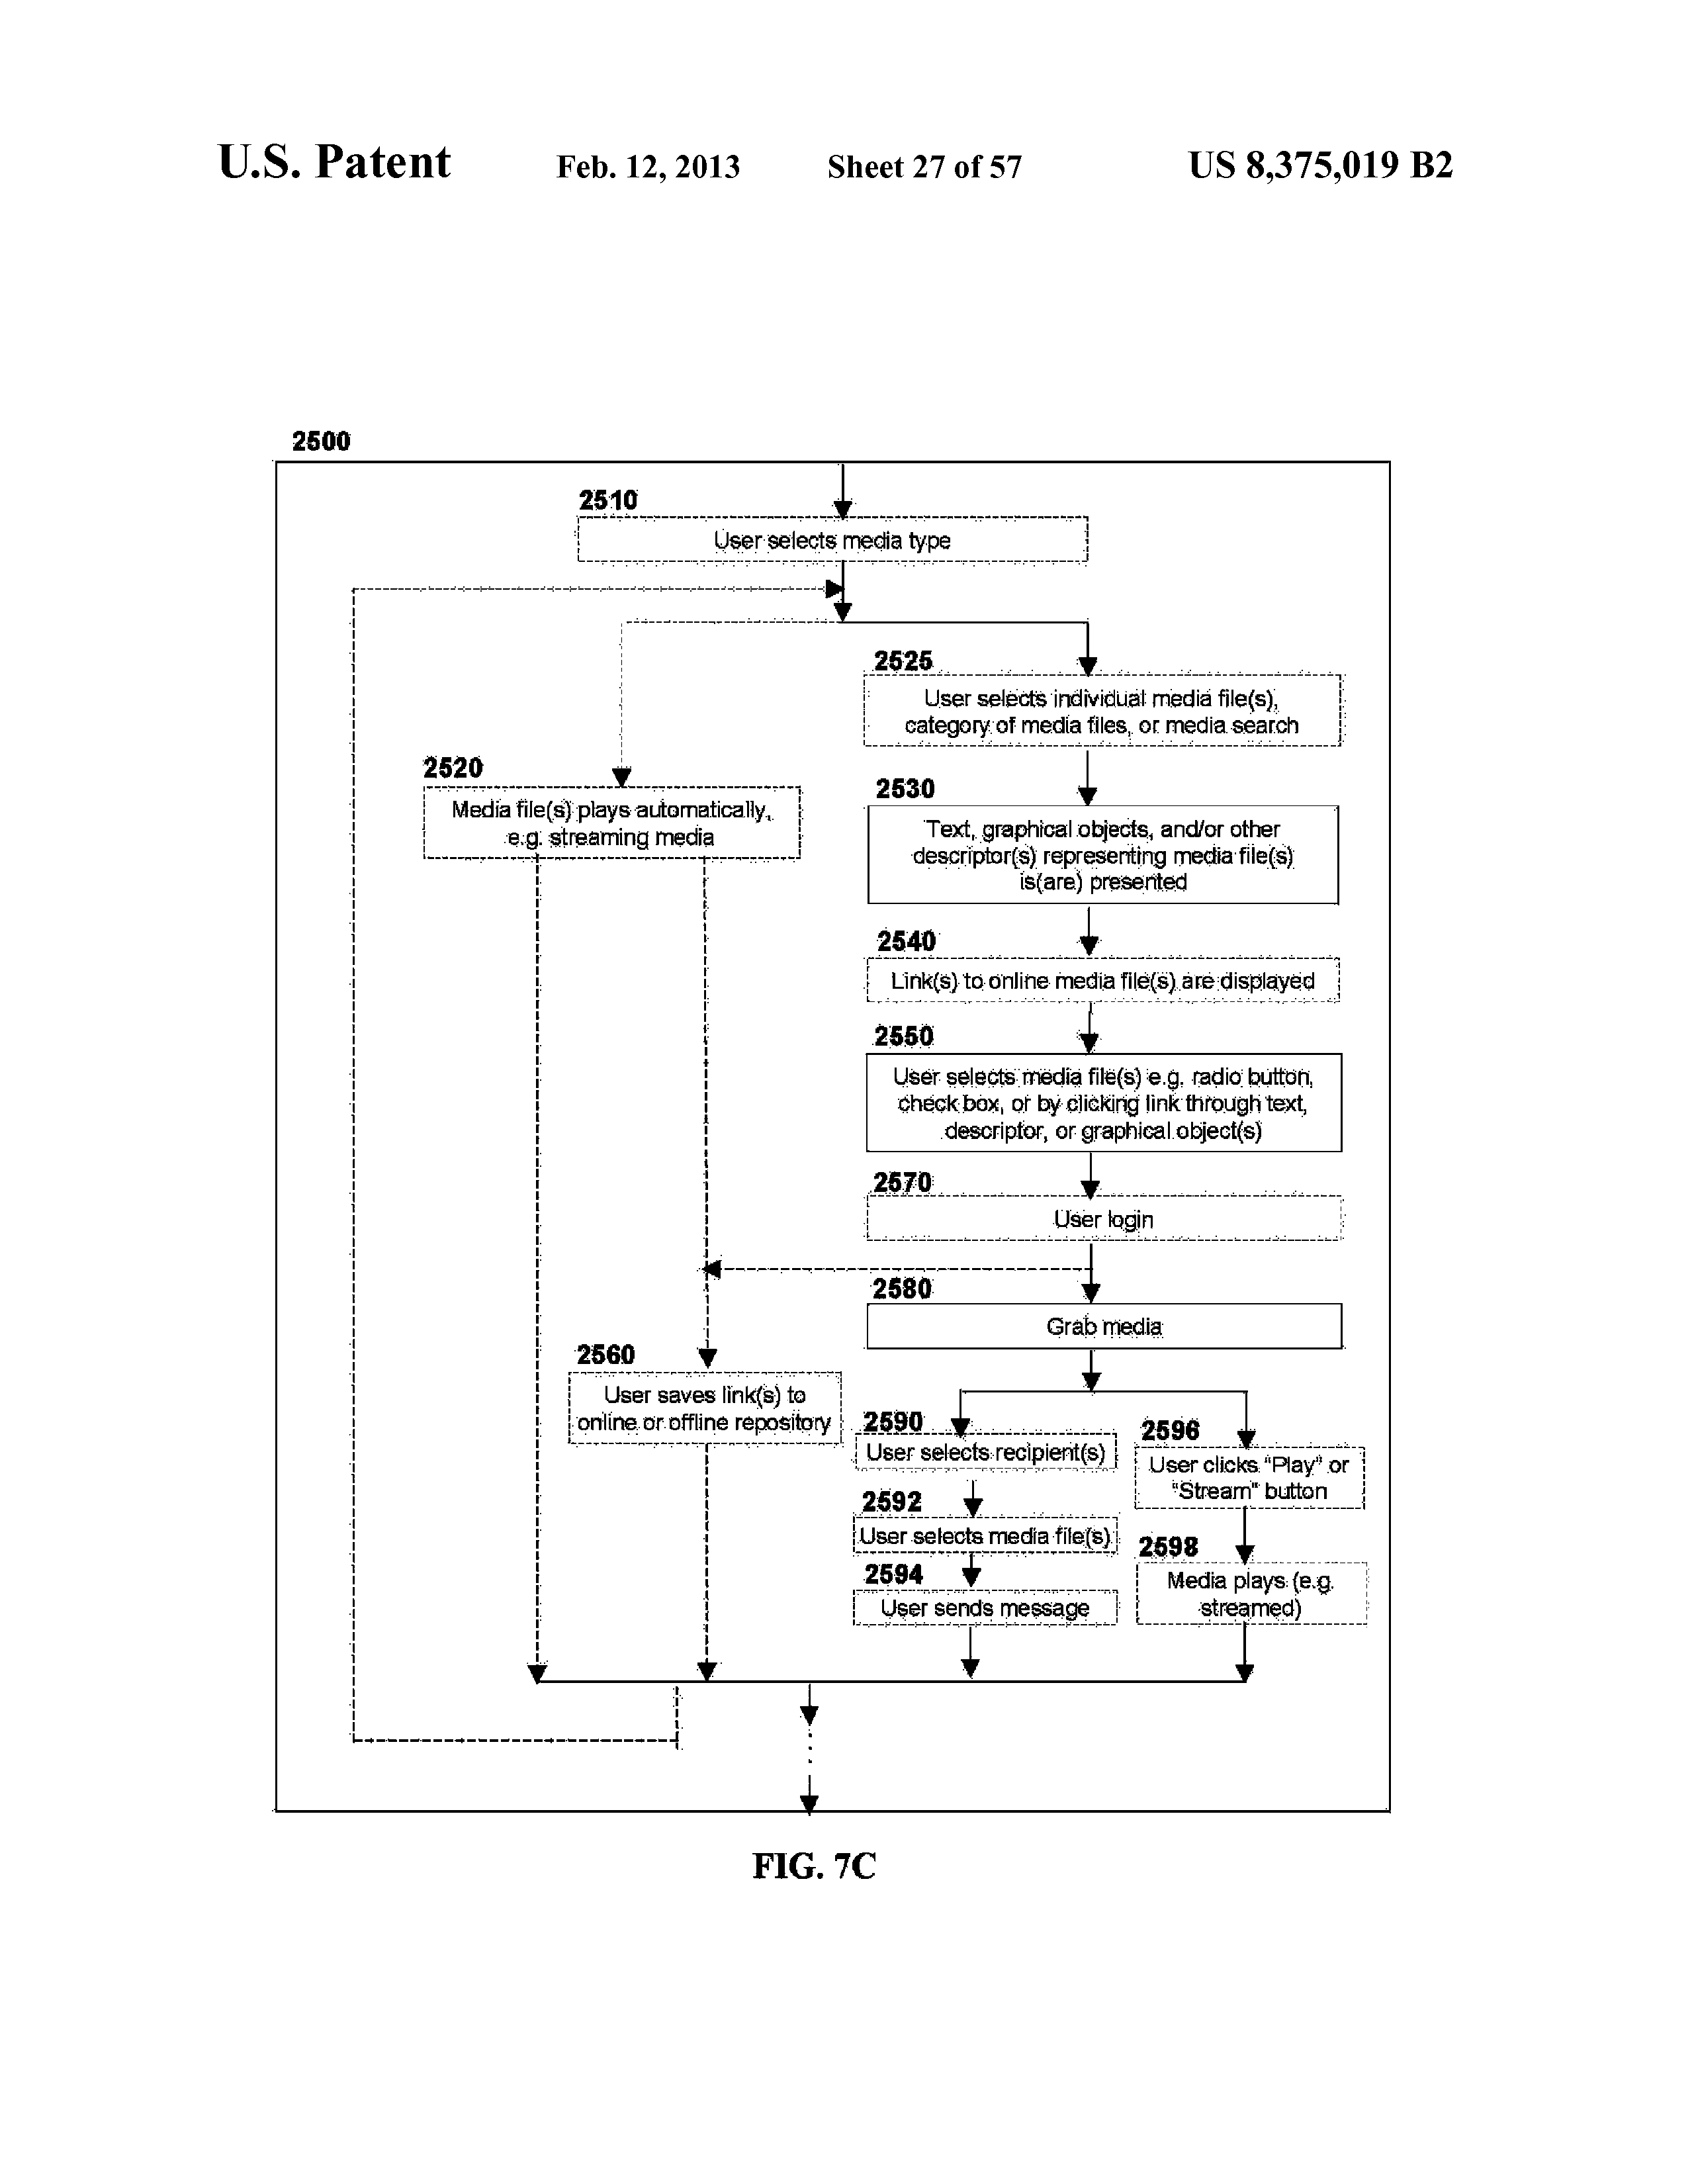 U.S. Patent Feb. 12, 2013 Sheet 27 of 57 US 8,375,019 B2
2500
2510
User selects media type
2525
User selects individual media file(s),
category of media files, or media search
2520
Media file(s) plays automatically,
e.g. streaming media
2530
Text, graphical objects, and/or other
descriptor(s) representing media file(s)
is(are) presented
2540
Link(s) to online media file(s) are displayed
2550
User selects media file(s) e.g. radio button,
check box, or by clicking link through text,
descriptor, or graphical object(s)
2570
User login
2580
Grab media
2560
User saves link(s) to
online or offline repository
2590
User selects recipient(s)
2596
User clicks "Play" or
"Stream" button
2592
User selects media file(s)
2594
User sends message
2598
Media plays (e.g.
streamed)
FIG. 7C